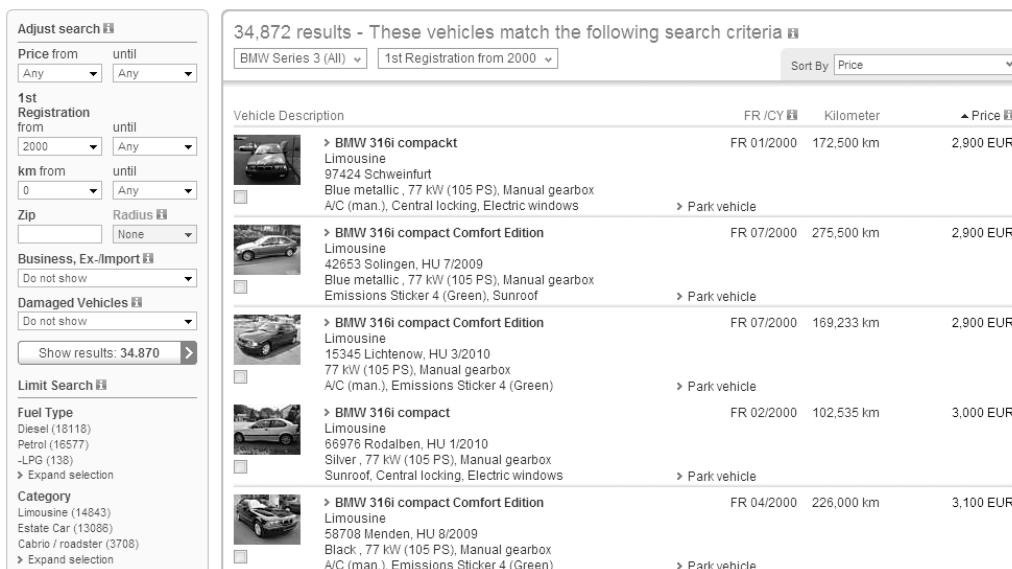 Adjust search
Price from until
Any Any
1st
Registration
from until
2000 Any
km from until
0 Any
Zip Radius
None
Business, Ex-/Import
Do not show
Damaged Vehicles
Do not show
Show results: 34.870
Limit Search
Fuel Type
Diesel (18118)
Petrol (16577)
-LPG (138)
Expand selection
Category
Limousine (14843)
Estate Car (13086)
Cabrio / roadster (3708)
Expand selection
34,872 results - These vehicles match the following search criteria
BMW Series 3 (All) 1st Registration from 2000
Sort By Price
Vehicle Description FR /CY Kilometer Price
BMW 316i compackt FR 01/2000 172,500 km 2,900 EUR
Limousine
97424 Schweinfurt
Blue metallic , 77 kW (105 PS), Manual gearbox
A/C (man.), Central locking, Electric windows Park vehicle
BMW 316i compact Comfort Edition FR 07/2000 275,500 km 2,900 EUR
Limousine
42653 Solingen, HU 7/2009
Blue metallic , 77 kW (105 PS), Manual gearbox
Emissions Sticker 4 (Green), Sunroof Park vehicle
BMW 316i compact Comfort Edition FR 07/2000 169,233 km 2,900 EUR
Limousine
15345 Lichtenow, HU 3/2010
77 kW (105 PS), Manual gearbox
A/C (man.), Emissions Sticker 4 (Green) Park vehicle
BMW 316i compact FR 02/2000 102,535 km 3,000 EUR
Limousine
66976 Rodalben, HU 1/2010
Silver , 77 kW (105 PS), Manual gearbox
Sunroof, Central locking, Electric windows Park vehicle
BMW 316i compact Comfort Edition FR 04/2000 226,000 km 3,100 EUR
Limousine
58708 Menden, HU 8/2009
Black , 77 kW (105 PS), Manual gearbox
A/C (man.), Emissions Sticker 4 (Green) Park vehicle